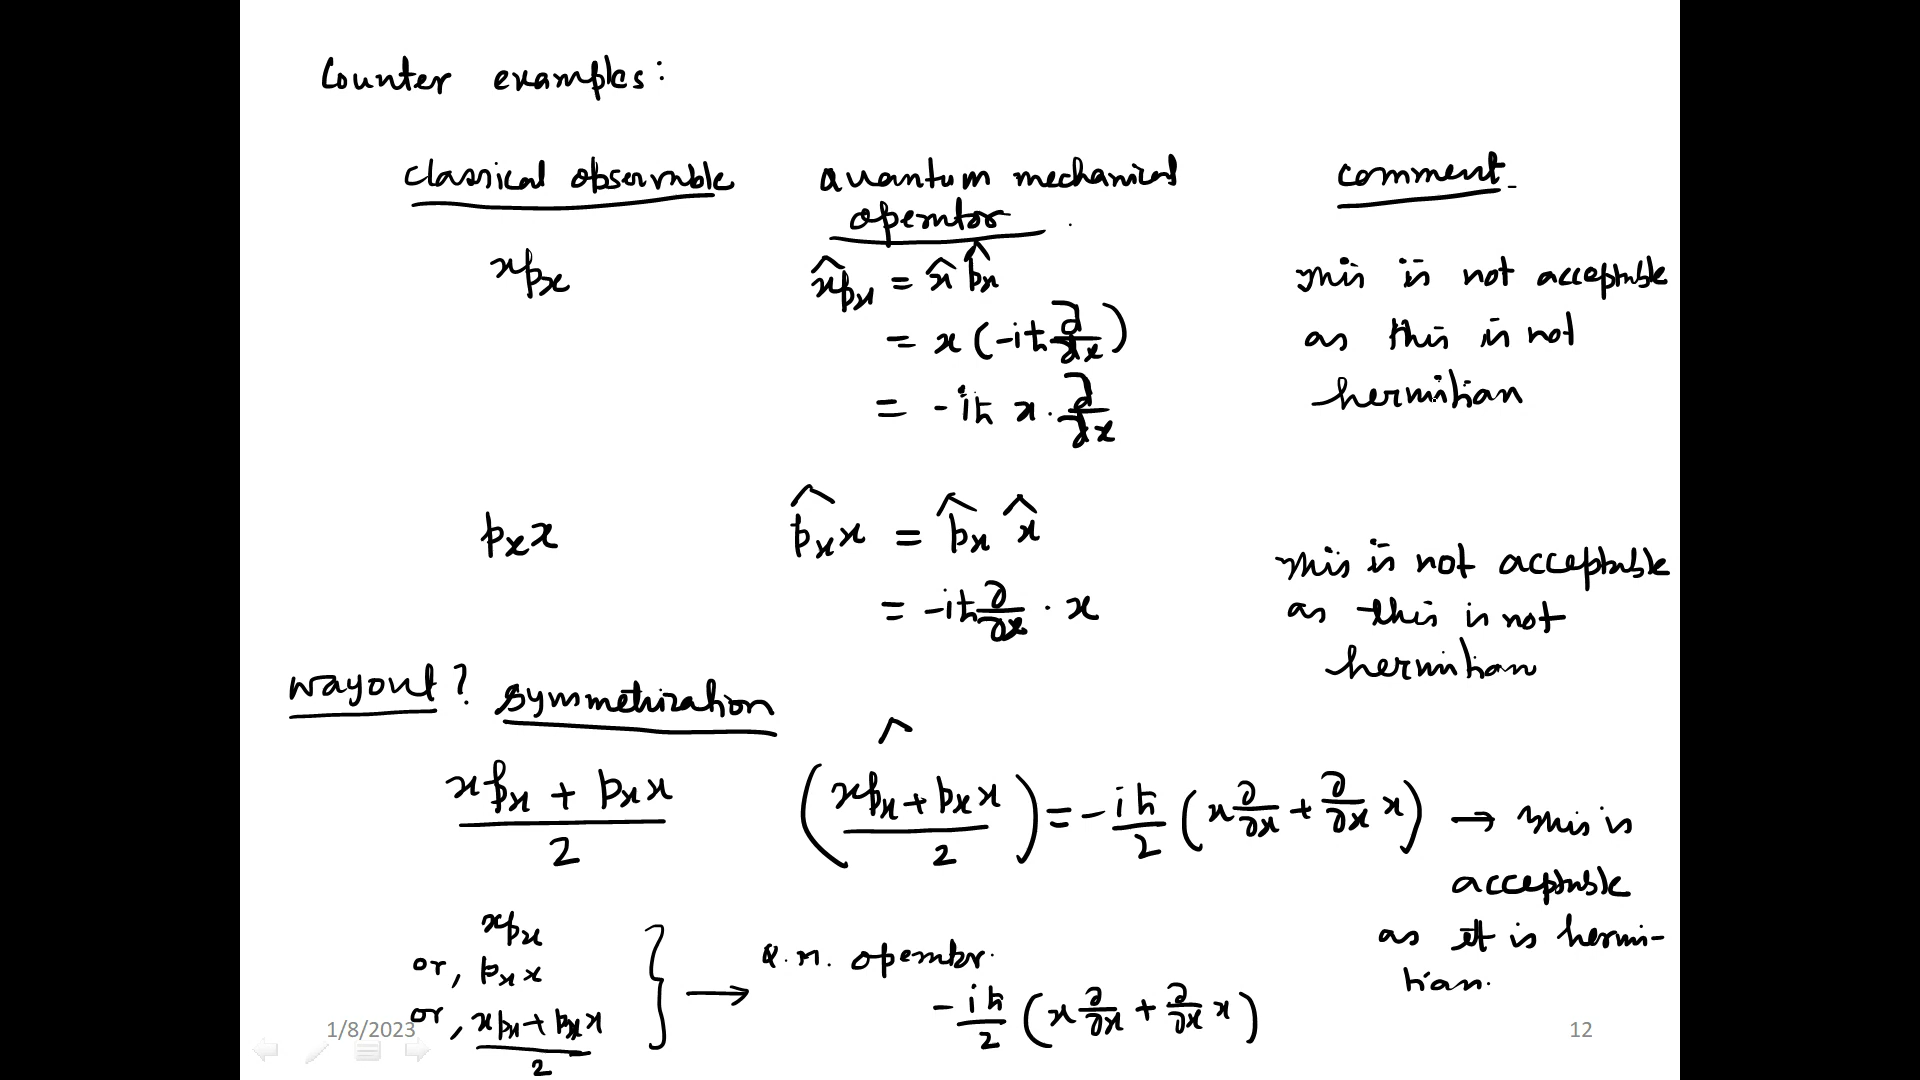 Counter examples:
classical observable quantum mechanical operator comment
xpₓ x̂pₓ = x̂ p̂ₓ This is not acceptable
= x (-iħ ∂/∂x) as this is not
= -iħ x · ∂/∂x hermitian
pₓx p̂ₓx = p̂ₓ x̂ This is not acceptable
= -iħ ∂/∂x · x as this is not
hermitian
wayout? symmetrization
(xpₓ + pₓx)/2 ((xpₓ + pₓx)/2)^ = -iħ/2 (x ∂/∂x + ∂/∂x x) → This is
acceptable
as it is hermi-
tian.
xpₓ
or, pₓx → Q.M. operator.
or, (xpₓ + pₓx)/2 -iħ/2 (x ∂/∂x + ∂/∂x x)
1/8/2023 12